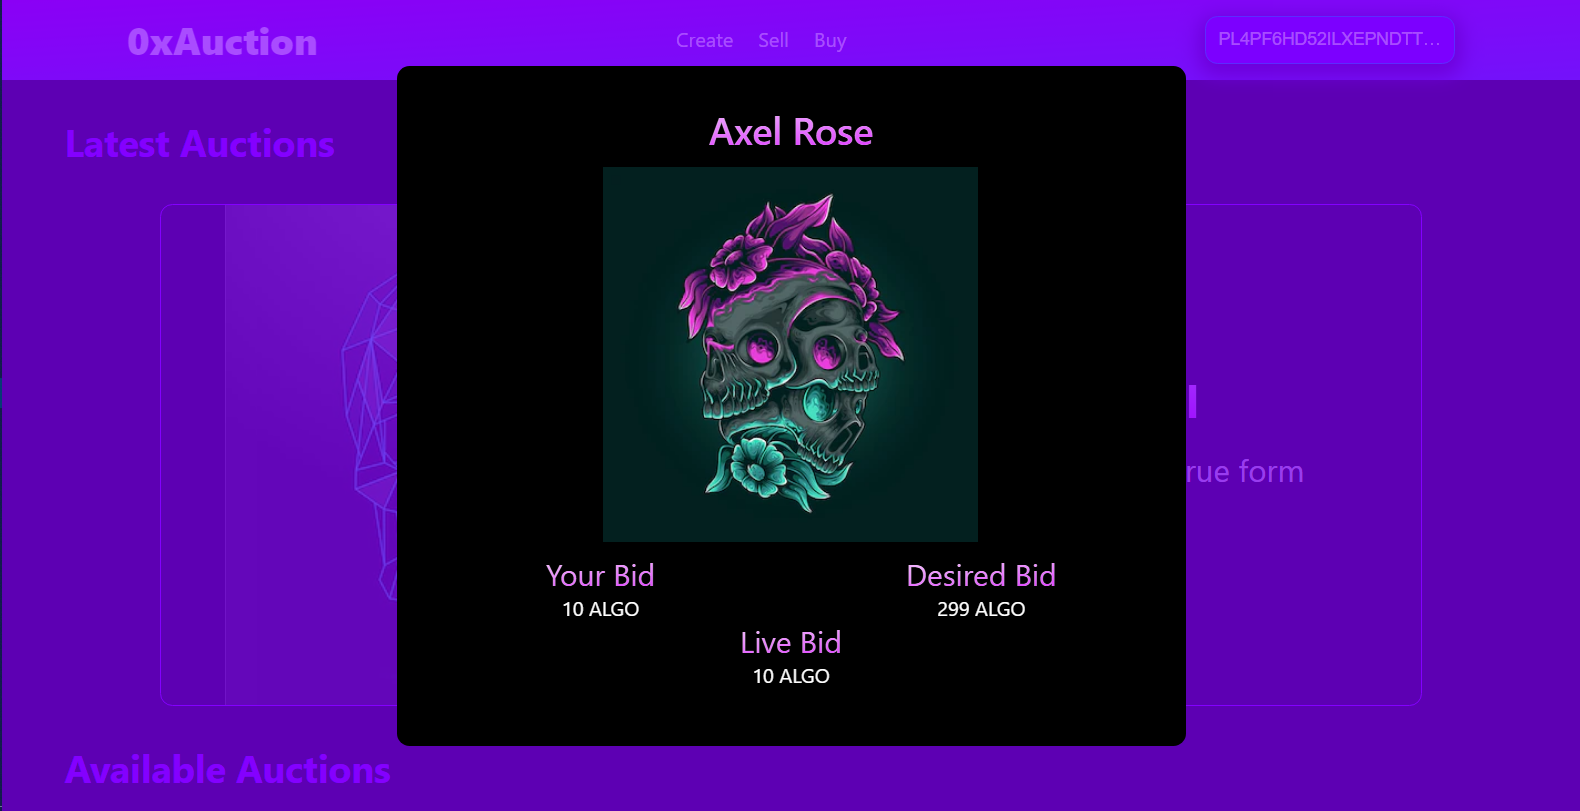 0xAuction
Create Sell Buy
PL4PF6HD52ILXEPNDTT...
Latest Auctions
Axel Rose
rue form
Your Bid
10 ALGO
Desired Bid
299 ALGO
Live Bid
10 ALGO
Available Auctions